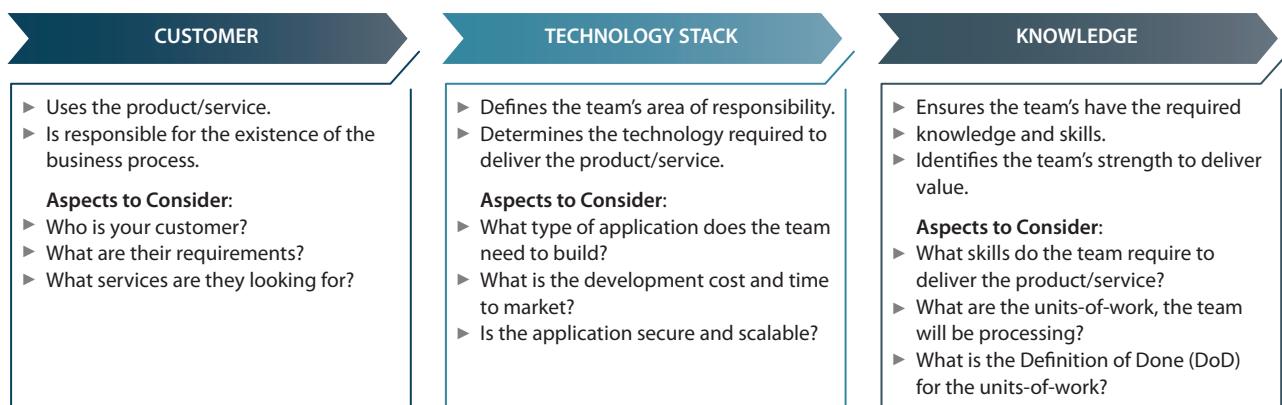 CUSTOMER
► Uses the product/service.
► Is responsible for the existence of the
business process.
Aspects to Consider:
► Who is your customer?
► What are their requirements?
► What services are they looking for?
TECHNOLOGY STACK
► Defines the team’s area of responsibility.
► Determines the technology required to
deliver the product/service.
Aspects to Consider:
► What type of application does the team
need to build?
► What is the development cost and time
to market?
► Is the application secure and scalable?
KNOWLEDGE
► Ensures the team’s have the required
► knowledge and skills.
► Identifies the team’s strength to deliver
value.
Aspects to Consider:
► What skills do the team require to
deliver the product/service?
► What are the units-of-work, the team
will be processing?
► What is the Definition of Done (DoD)
for the units-of-work?